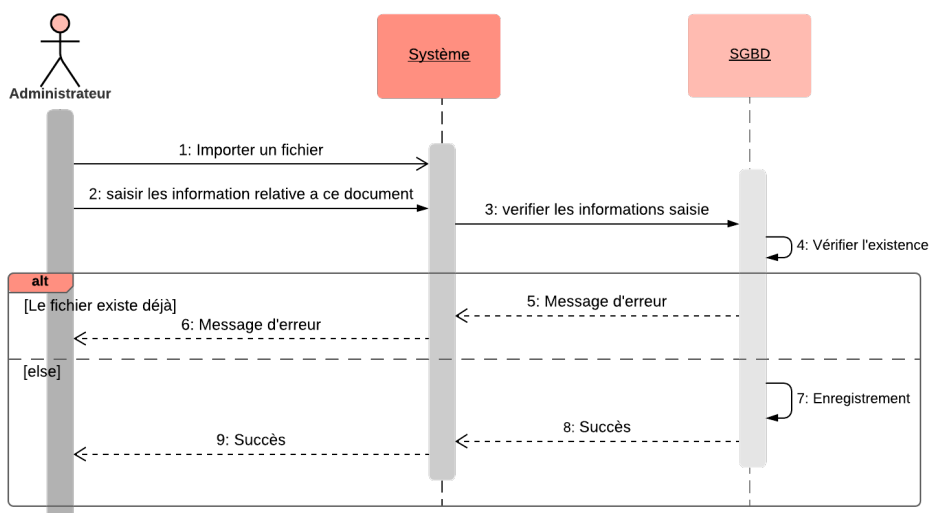 Administrateur
Système
SGBD
1: Importer un fichier
2: saisir les information relative a ce document
3: verifier les informations saisie
4: Vérifier l'existence
alt
[Le fichier existe déjà]
5: Message d'erreur
6: Message d'erreur
[else]
7: Enregistrement
8: Succès
9: Succès